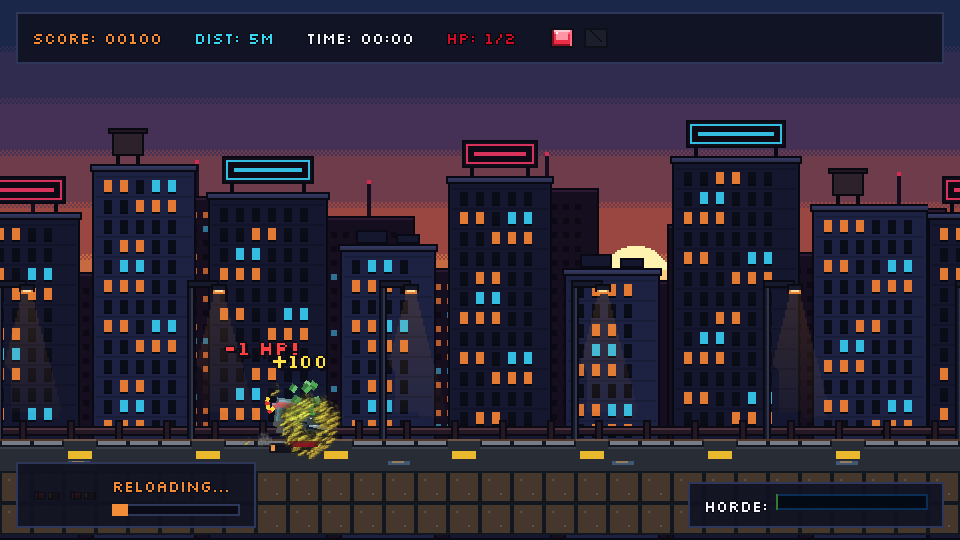 SCORE: 00100 DIST: 5M TIME: 00:00 HP: 1/2
-1 HP!
+100
RELOADING...
HORDE: